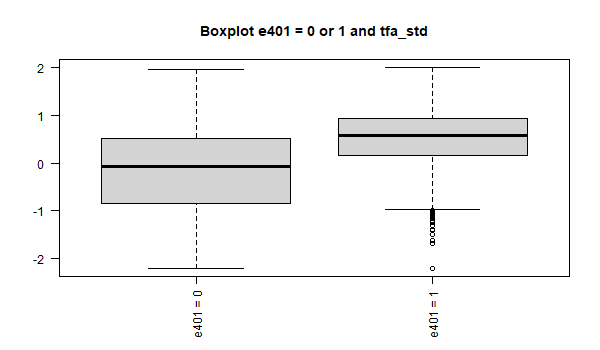 Boxplot e401 = 0 or 1 and tfa_std
2
1
0
-1
-2
e401 = 0
e401 = 1